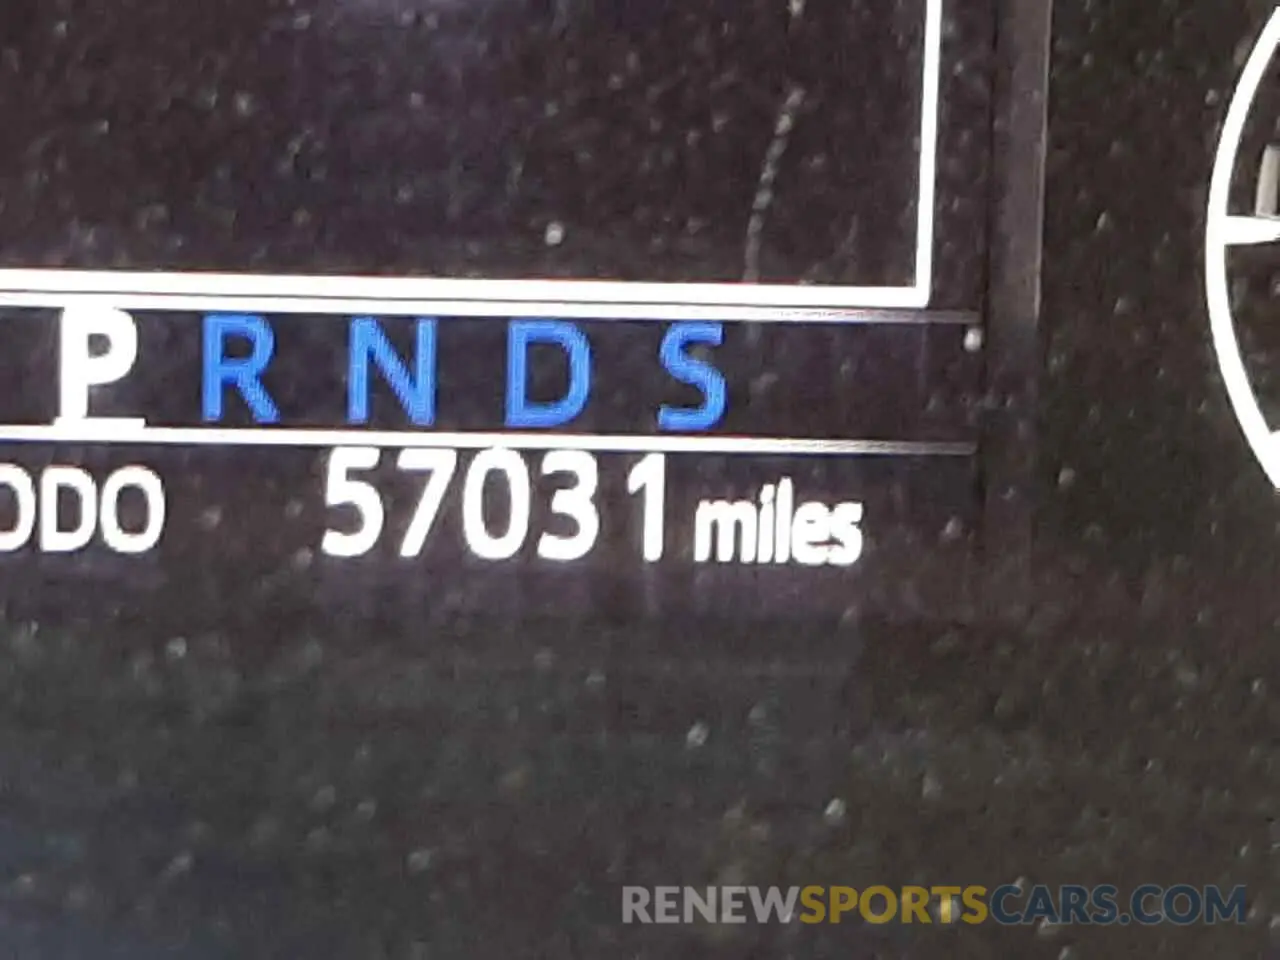 P R N D S
ODO 57031 miles
RENEWSPORTSCARS.COM